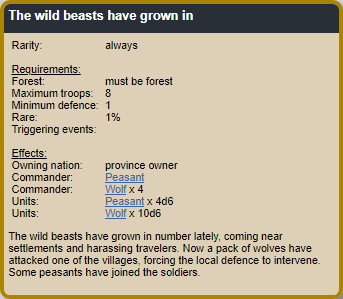 The wild beasts have grown in
Rarity: always
Requirements:
Forest: must be forest
Maximum troops: 8
Minimum defence: 1
Rare: 1%
Triggering events:
Effects:
Owning nation: province owner
Commander: Peasant
Commander: Wolf x 4
Units: Peasant x 4d6
Units: Wolf x 10d6
The wild beasts have grown in number lately, coming near
settlements and harassing travelers. Now a pack of wolves have
attacked one of the villages, forcing the local defence to intervene.
Some peasants have joined the soldiers.